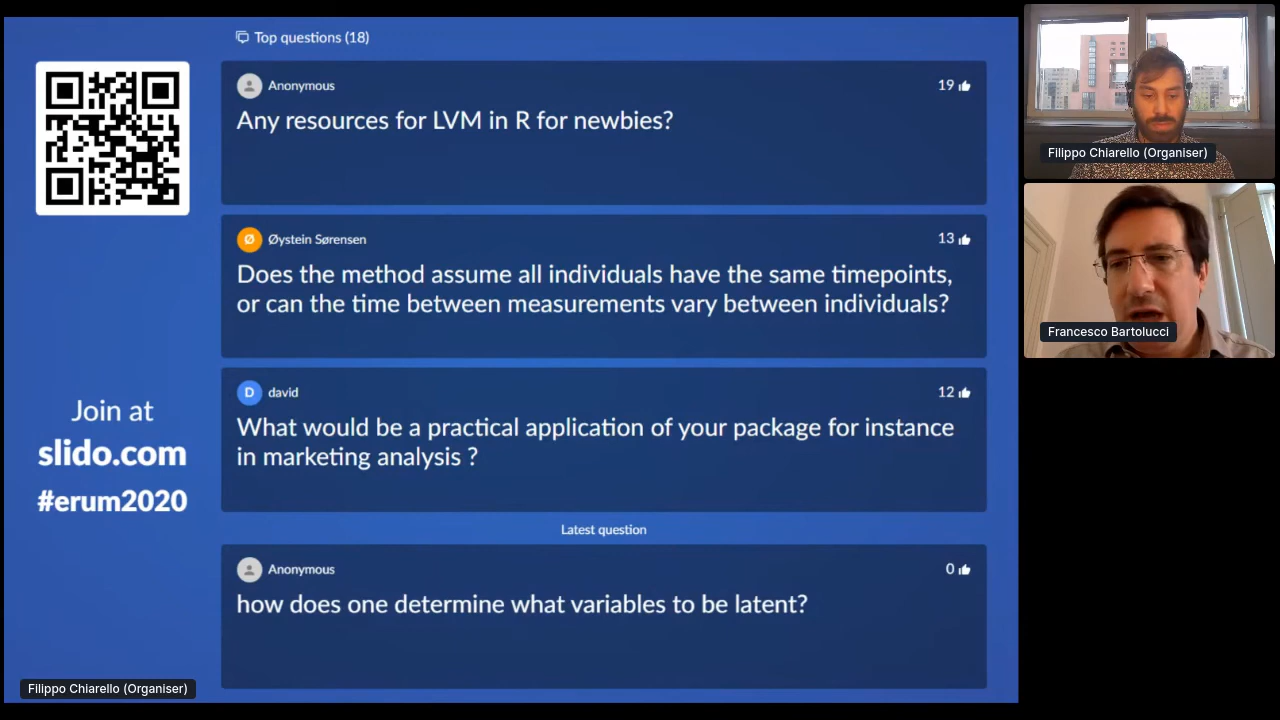 Top questions (18)
Anonymous
19
Any resources for LVM in R for newbies?
Ø
Øystein Sørensen
13
Does the method assume all individuals have the same timepoints,
or can the time between measurements vary between individuals?
D
david
12
What would be a practical application of your package for instance
in marketing analysis ?
Latest question
Anonymous
0
how does one determine what variables to be latent?
Join at
slido.com
#erum2020
Filippo Chiarello (Organiser)
Filippo Chiarello (Organiser)
Francesco Bartolucci